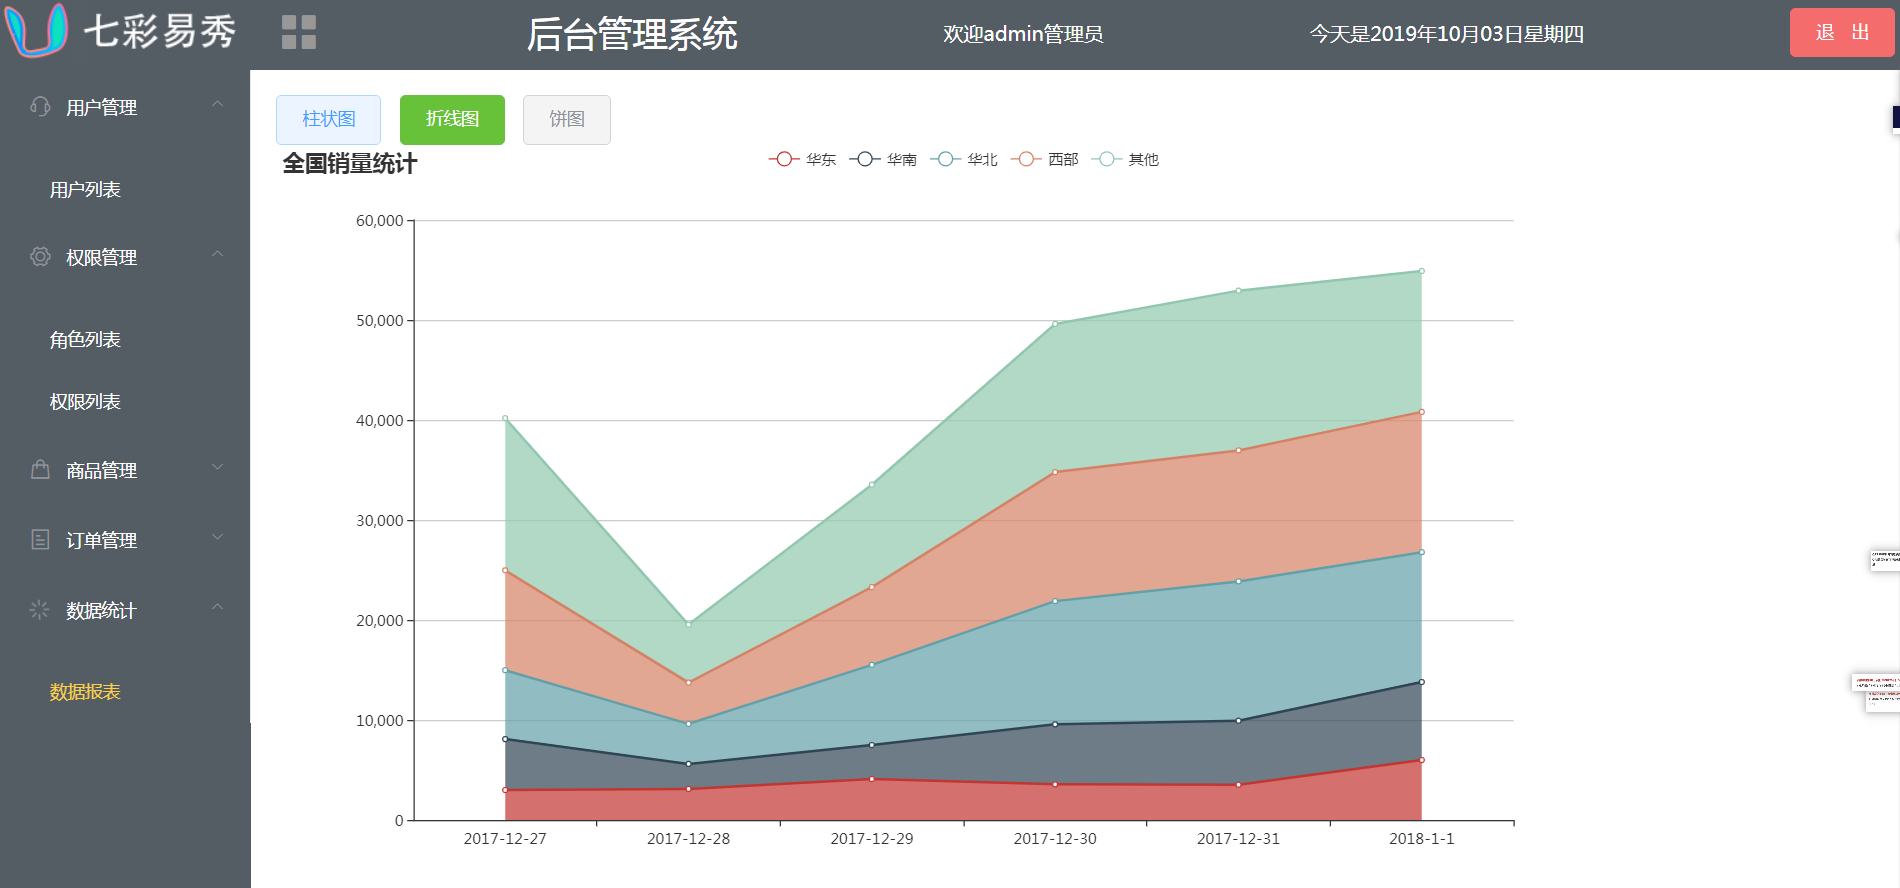 七彩易秀
后台管理系统
欢迎admin管理员
今天是2019年10月03日星期四
退 出
用户管理
用户列表
权限管理
角色列表
权限列表
商品管理
订单管理
数据统计
数据报表
柱状图
折线图
饼图
全国销量统计
华东 华南 华北 西部 其他
60,000
50,000
40,000
30,000
20,000
10,000
0
2017-12-27 2017-12-28 2017-12-29 2017-12-30 2017-12-31 2018-1-1